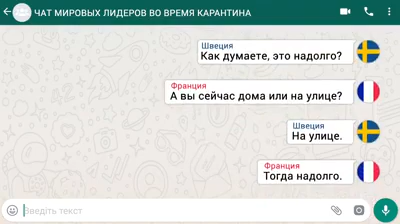 ЧАТ МИРОВЫХ ЛИДЕРОВ ВО ВРЕМЯ КАРАНТИНА
Швеция
Как думаете, это надолго?
Франция
А вы сейчас дома или на улице?
Швеция
На улице.
Франция
Тогда надолго.
Введіть текст